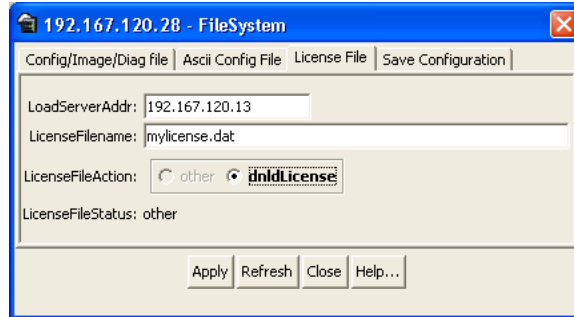 192.167.120.28 - FileSystem
Config/Image/Diag file Ascii Config File License File Save Configuration
LoadServerAddr: 192.167.120.13
LicenseFilename: mylicense.dat
LicenseFileAction: other dnldLicense
LicenseFileStatus: other
Apply Refresh Close Help...